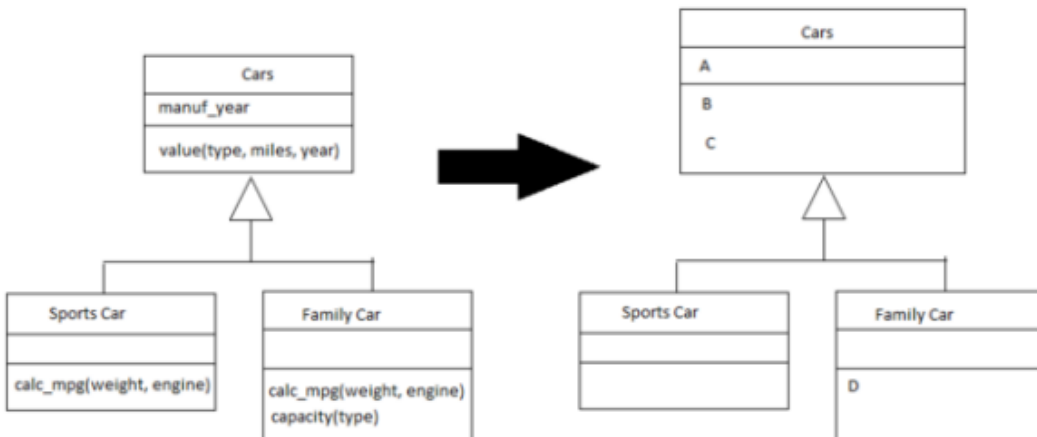 Cars
manuf_year
value(type, miles, year)
Sports Car
calc_mpg(weight, engine)
Family Car
calc_mpg(weight, engine)
capacity(type)
Cars
A
B
C
Sports Car
Family Car
D